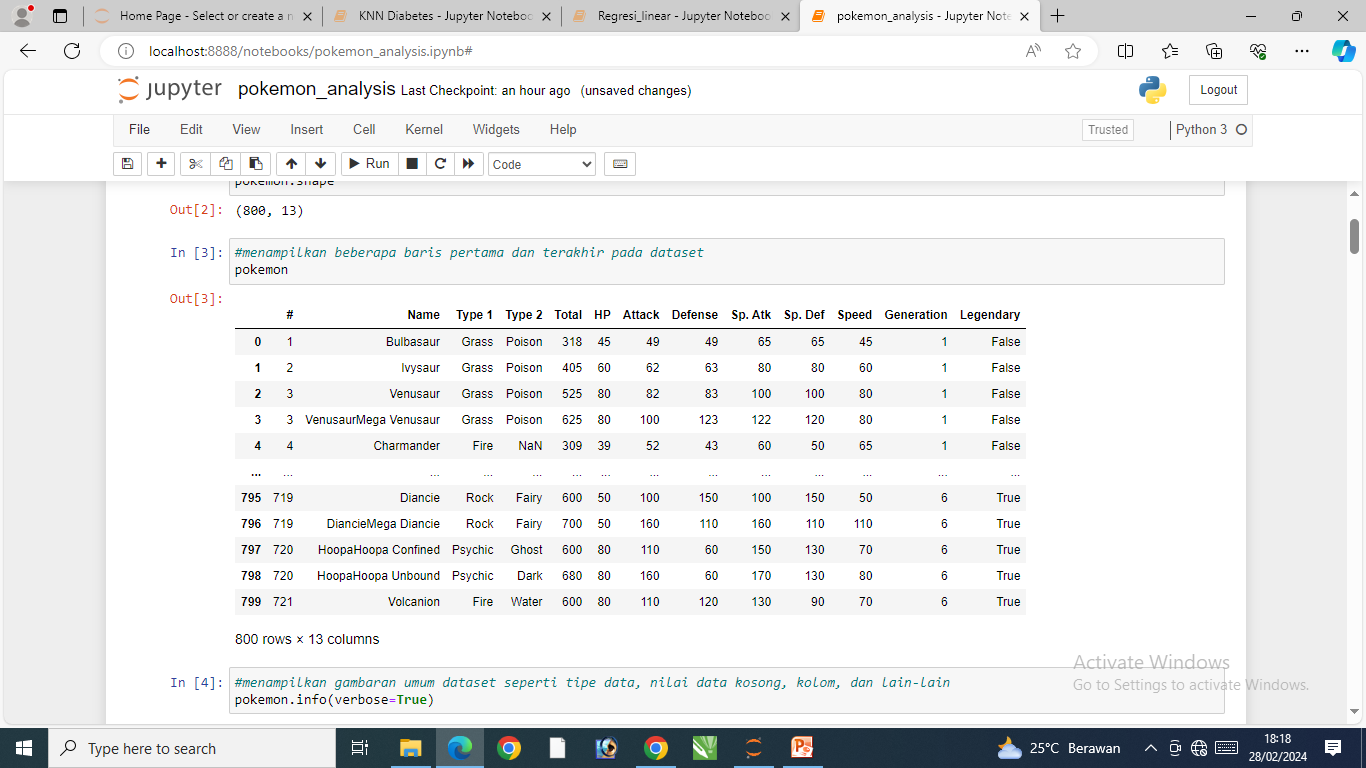 Home Page - Select or create a n
KNN Diabetes - Jupyter Noteboo
Regresi_linear - Jupyter Noteboo
pokemon_analysis - Jupyter Note
localhost:8888/notebooks/pokemon_analysis.ipynb#
jupyter pokemon_analysis Last Checkpoint: an hour ago (unsaved changes)
Logout
File Edit View Insert Cell Kernel Widgets Help
Trusted
Python 3
Run
Code
pokemon.shape
Out[2]: (800, 13)
In [3]: #menampilkan beberapa baris pertama dan terakhir pada dataset
pokemon
Out[3]:
# Name Type 1 Type 2 Total HP Attack Defense Sp. Atk Sp. Def Speed Generation Legendary
0 1 Bulbasaur Grass Poison 318 45 49 49 65 65 45 1 False
1 2 Ivysaur Grass Poison 405 60 62 63 80 80 60 1 False
2 3 Venusaur Grass Poison 525 80 82 83 100 100 80 1 False
3 3 VenusaurMega Venusaur Grass Poison 625 80 100 123 122 120 80 1 False
4 4 Charmander Fire NaN 309 39 52 43 60 50 65 1 False
... ... ... ... ... ... ... ... ... ... ... ... ... ...
795 719 Diancie Rock Fairy 600 50 100 150 100 150 50 6 True
796 719 DiancieMega Diancie Rock Fairy 700 50 160 110 160 110 110 6 True
797 720 HoopaHoopa Confined Psychic Ghost 600 80 110 60 150 130 70 6 True
798 720 HoopaHoopa Unbound Psychic Dark 680 80 160 60 170 130 80 6 True
799 721 Volcanion Fire Water 600 80 110 120 130 90 70 6 True
800 rows × 13 columns
In [4]: #menampilkan gambaran umum dataset seperti tipe data, nilai data kosong, kolom, dan lain-lain
pokemon.info(verbose=True)
Activate Windows
Go to Settings to activate Windows.
Type here to search
25°C Berawan
18:18
28/02/2024